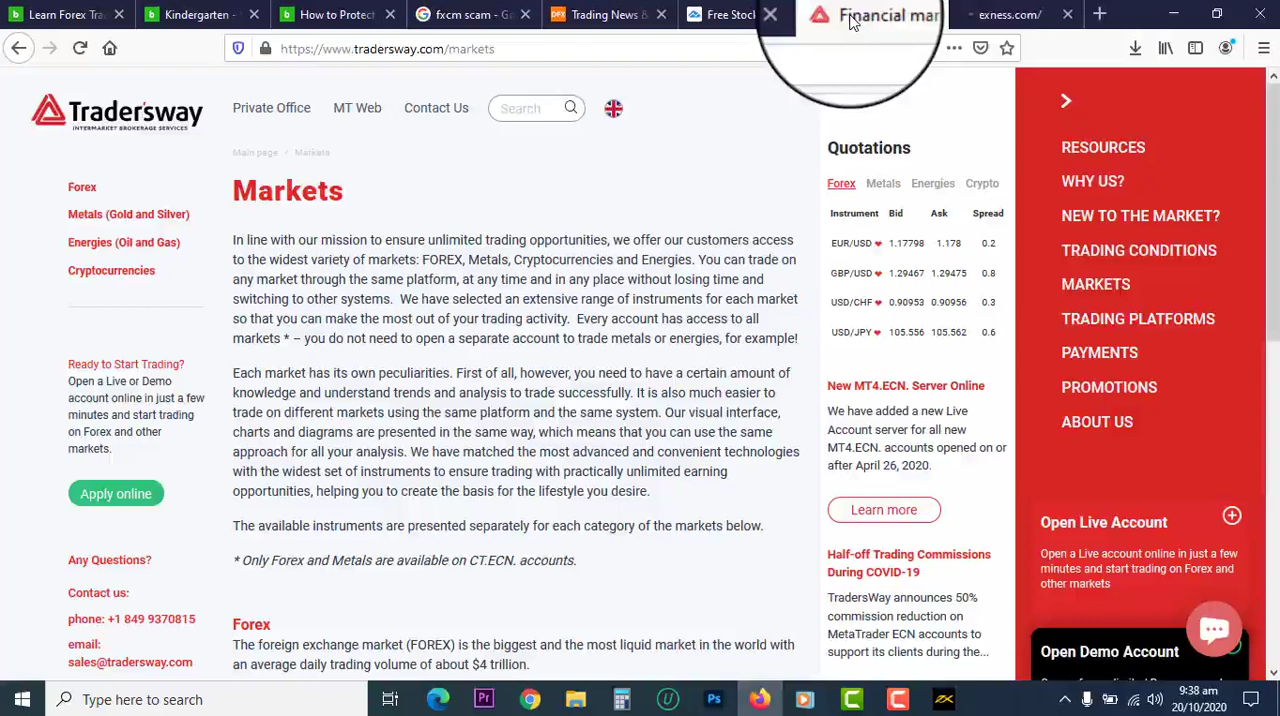 How to Be
Kindergarten
How to Protect
fxcm scam - Go
Trading News &
Free Stock
Financial mar
exness.com/
https://www.tradersway.com/markets
Tradersway
INTERMARKET BROKERAGE SERVICES
Private Office
MT Web
Contact Us
Search
Main page / Markets
Forex
Metals (Gold and Silver)
Energies (Oil and Gas)
Cryptocurrencies
Ready to Start Trading?
Open a Live or Demo
account online in just a few
minutes and start trading
on Forex and other
markets.
Apply online
Any Questions?
Contact us:
phone: +1 849 9370815
email:
sales@tradersway.com
Markets
In line with our mission to ensure unlimited trading opportunities, we offer our customers access
to the widest variety of markets: FOREX, Metals, Cryptocurrencies and Energies. You can trade on
any market through the same platform, at any time and in any place without losing time and
switching to other systems. We have selected an extensive range of instruments for each market
so that you can make the most out of your trading activity. Every account has access to all
markets * – you do not need to open a separate account to trade metals or energies, for example!
Each market has its own peculiarities. First of all, however, you need to have a certain amount of
knowledge and understand trends and analysis to trade successfully. It is also much easier to
trade on different markets using the same platform and the same system. Our visual interface,
charts and diagrams are presented in the same way, which means that you can use the same
approach for all your analysis. We have matched the most advanced and convenient technologies
with the widest set of instruments to ensure trading with practically unlimited earning
opportunities, helping you to create the basis for the lifestyle you desire.
The available instruments are presented separately for each category of the markets below.
* Only Forex and Metals are available on CT.ECN. accounts.
Forex
The foreign exchange market (FOREX) is the biggest and the most liquid market in the world with
an average daily trading volume of about $4 trillion.
Quotations
Forex Metals Energies Crypto
Instrument Bid Ask Spread
EUR/USD 1.17798 1.178 0.2
GBP/USD 1.29467 1.29475 0.8
USD/CHF 0.90953 0.90956 0.3
USD/JPY 105.556 105.562 0.6
New MT4.ECN. Server Online
We have added a new Live
Account server for all new
MT4.ECN. accounts opened on or
after April 26, 2020.
Learn more
Half-off Trading Commissions
During COVID-19
TradersWay announces 50%
commission reduction on
MetaTrader ECN accounts to
support its clients during the...
RESOURCES
WHY US?
NEW TO THE MARKET?
TRADING CONDITIONS
MARKETS
TRADING PLATFORMS
PAYMENTS
PROMOTIONS
ABOUT US
Open Live Account
Open a Live account online in just a few
minutes and start trading on Forex and
other markets
Open Demo Account
Type here to search
9:38 am
20/10/2020